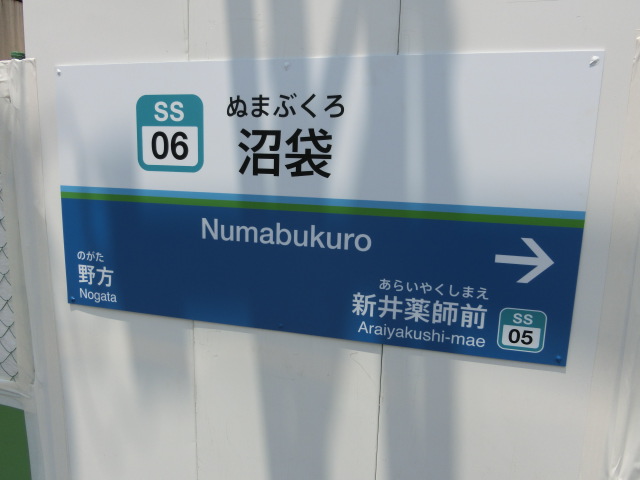 SS
06
ぬまぶくろ
沼袋
Numabukuro
のがた
野方
Nogata
あらいやくしまえ
新井薬師前
Araiyakushi-mae
SS
05